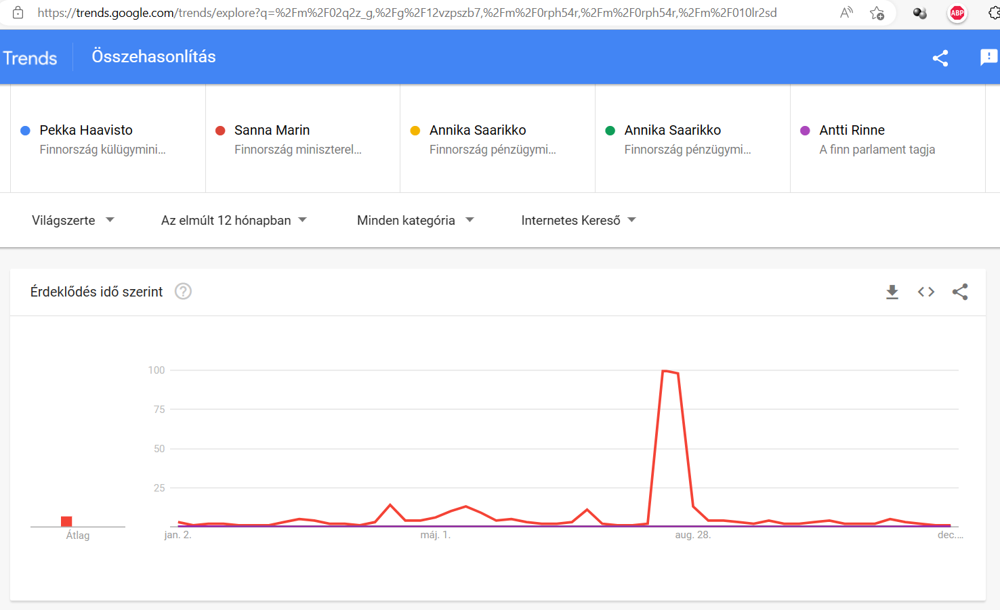 https://trends.google.com/trends/explore?q=%2Fm%2F02q2z_g,%2Fg%2F12vzpszb7,%2Fm%2F0rph54r,%2Fm%2F0rph54r,%2Fm%2F010lr2sd
ABP
Trends
Összehasonlítás
Pekka Haavisto
Finnország külügymini...
Sanna Marin
Finnország miniszterel...
Annika Saarikko
Finnország pénzügymi...
Annika Saarikko
Finnország pénzügymi...
Antti Rinne
A finn parlament tagja
Világszerte
Az elmúlt 12 hónapban
Minden kategória
Internetes Kereső
Érdeklődés idő szerint
100
75
50
25
Átlag
jan. 2.
máj. 1.
aug. 28.
dec....